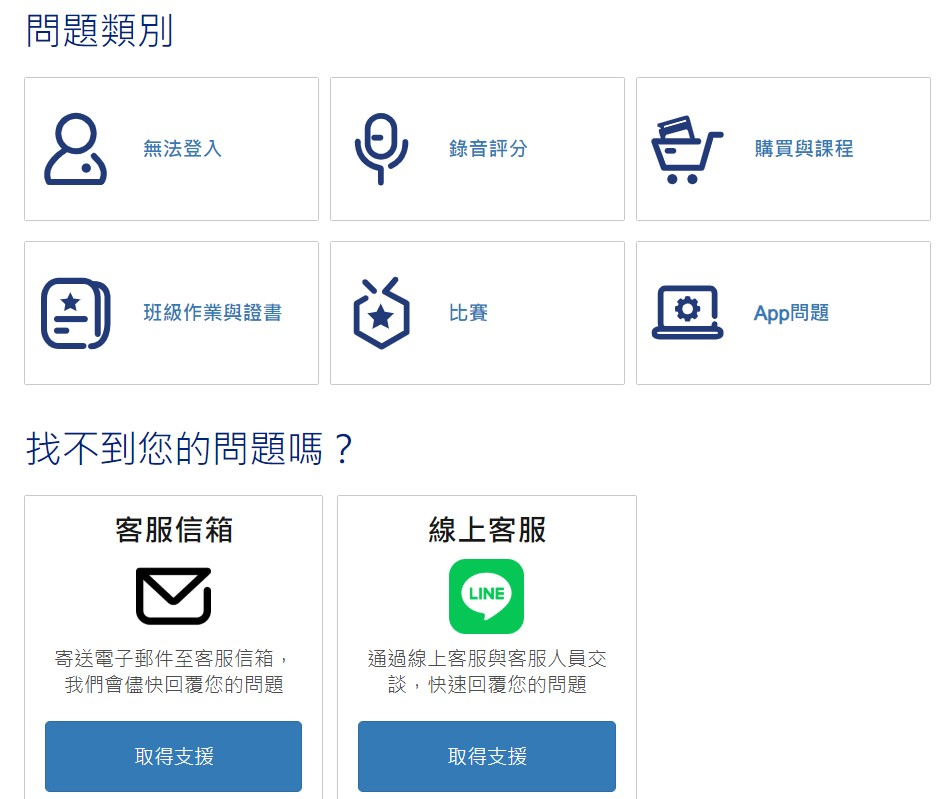 問題類別
無法登入
錄音評分
購買與課程
班級作業與證書
比賽
App問題
找不到您的問題嗎？
客服信箱
寄送電子郵件至客服信箱，
我們會儘快回覆您的問題
取得支援
線上客服
LINE
通過線上客服與客服人員交
談，快速回覆您的問題
取得支援